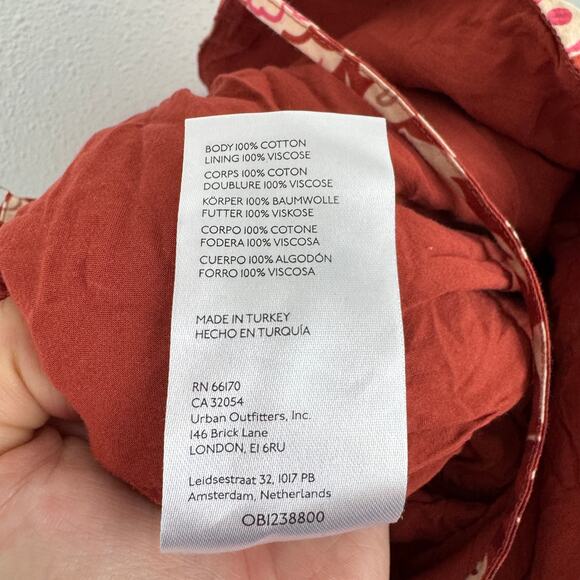 BODY 100% COTTON
LINING 100% VISCOSE
CORPS 100% COTON
DOUBLURE 100% VISCOSE
KÖRPER 100% BAUMWOLLE
FUTTER 100% VISKOSE
CORPO 100% COTONE
FODERA 100% VISCOSA
CUERPO 100% ALGODÓN
FORRO 100% VISCOSA
MADE IN TURKEY
HECHO EN TURQUÍA
RN 66170
CA 32054
Urban Outfitters, Inc.
146 Brick Lane
LONDON, E1 6RU
Leidsestraat 32, 1017 PB
Amsterdam, Netherlands
OB1238800